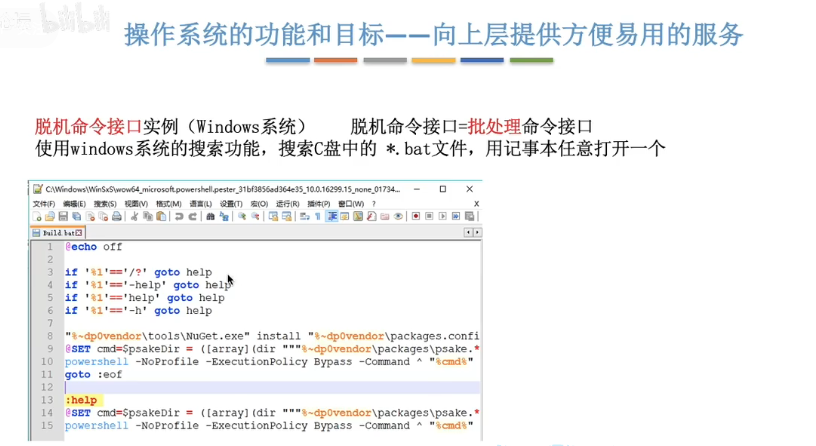 bilibili
操作系统的功能和目标——向上层提供方便易用的服务
脱机命令接口实例（Windows系统）   脱机命令接口=批处理命令接口
使用windows系统的搜索功能，搜索C盘中的 *.bat文件，用记事本任意打开一个
C:\Windows\WinSxS\wow64_microsoft.powershell.pester_31bf3856ad364e35_10.0.16299.15_none_01734...
文件(F) 编辑(E) 搜索(S) 视图(V) 格式(M) 语言(L) 设置(T) 宏(O) 运行(R) 插件(P) 窗口(W) ? X
Build.bat
1 @echo off
2
3 if '%1'=='/?' goto help
4 if '%1'=='-help' goto help
5 if '%1'=='help' goto help
6 if '%1'=='-h' goto help
7
8 "%~dp0vendor\tools\NuGet.exe" install "%~dp0vendor\packages.confi
9 @SET cmd=$psakeDir = ([array](dir """%~dp0vendor\packages\psake.*
10 powershell -NoProfile -ExecutionPolicy Bypass -Command ^ "%cmd%"
11 goto :eof
12
13 :help
14 @SET cmd=$psakeDir = ([array](dir """%~dp0vendor\packages\psake.*
15 powershell -NoProfile -ExecutionPolicy Bypass -Command ^ "%cmd%"